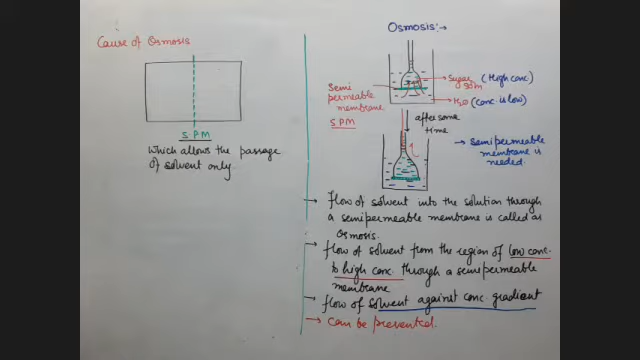 Cause of Osmosis
SPM
Which allows the passage
of solvent only
Osmosis:→
Sugar (High conc)
soln
Semi
permeable
membrane
SPM
H2O (conc. is low)
after some
time
→ semipermeable
membrane is
needed.
→ flow of solvent into the solution through
a semipermeable membrane is called as
osmosis.
→ flow of solvent from the region of low conc.
to high conc. through a semipermeable
membrane
→ flow of solvent against conc. gradient
→ can be prevented.